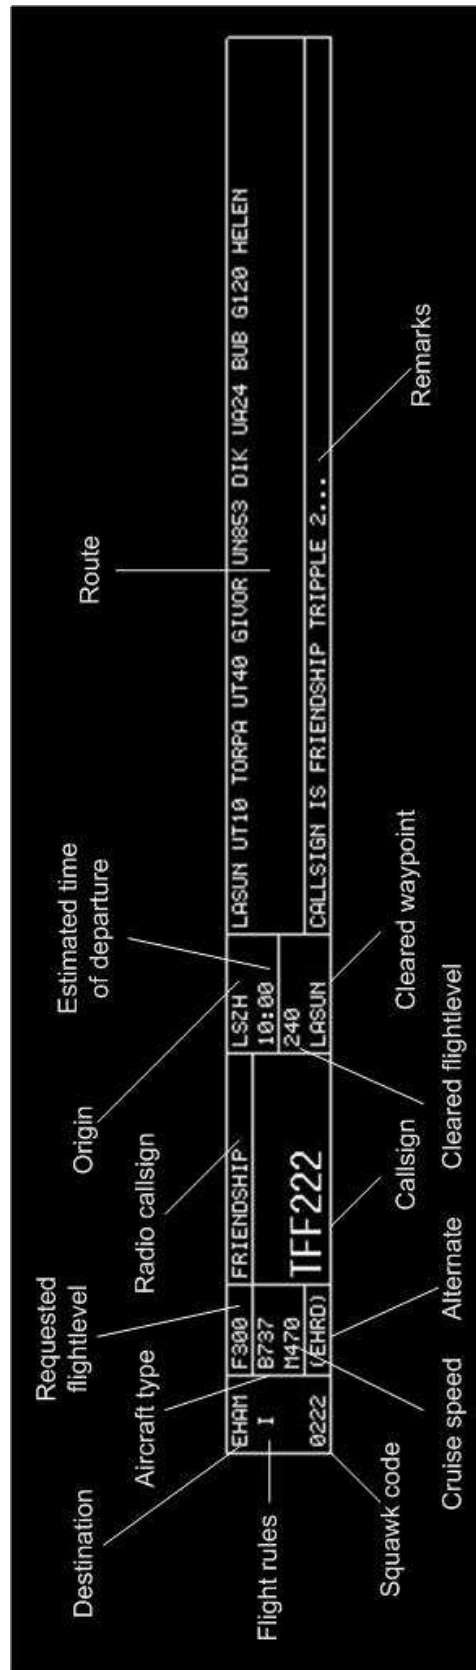 Destination
Requested
flightlevel
Origin
Estimated time
of departure
Route
Aircraft type
Radio callsign
EHAM
F300
FRIENDSHIP
LSZH
LASUN UT10 TORPA UT40 GIVOR UN853 DIK UA24 BUB G120 HELEN
Flight rules
I
B737
10:00
M470
TFF222
240
0222
(EHRD)
LASUN
CALLSIGN IS FRIENDSHIP TRIPPLE 2...
Squawk code
Cruise speed
Alternate
Callsign
Cleared flightlevel
Cleared waypoint
Remarks